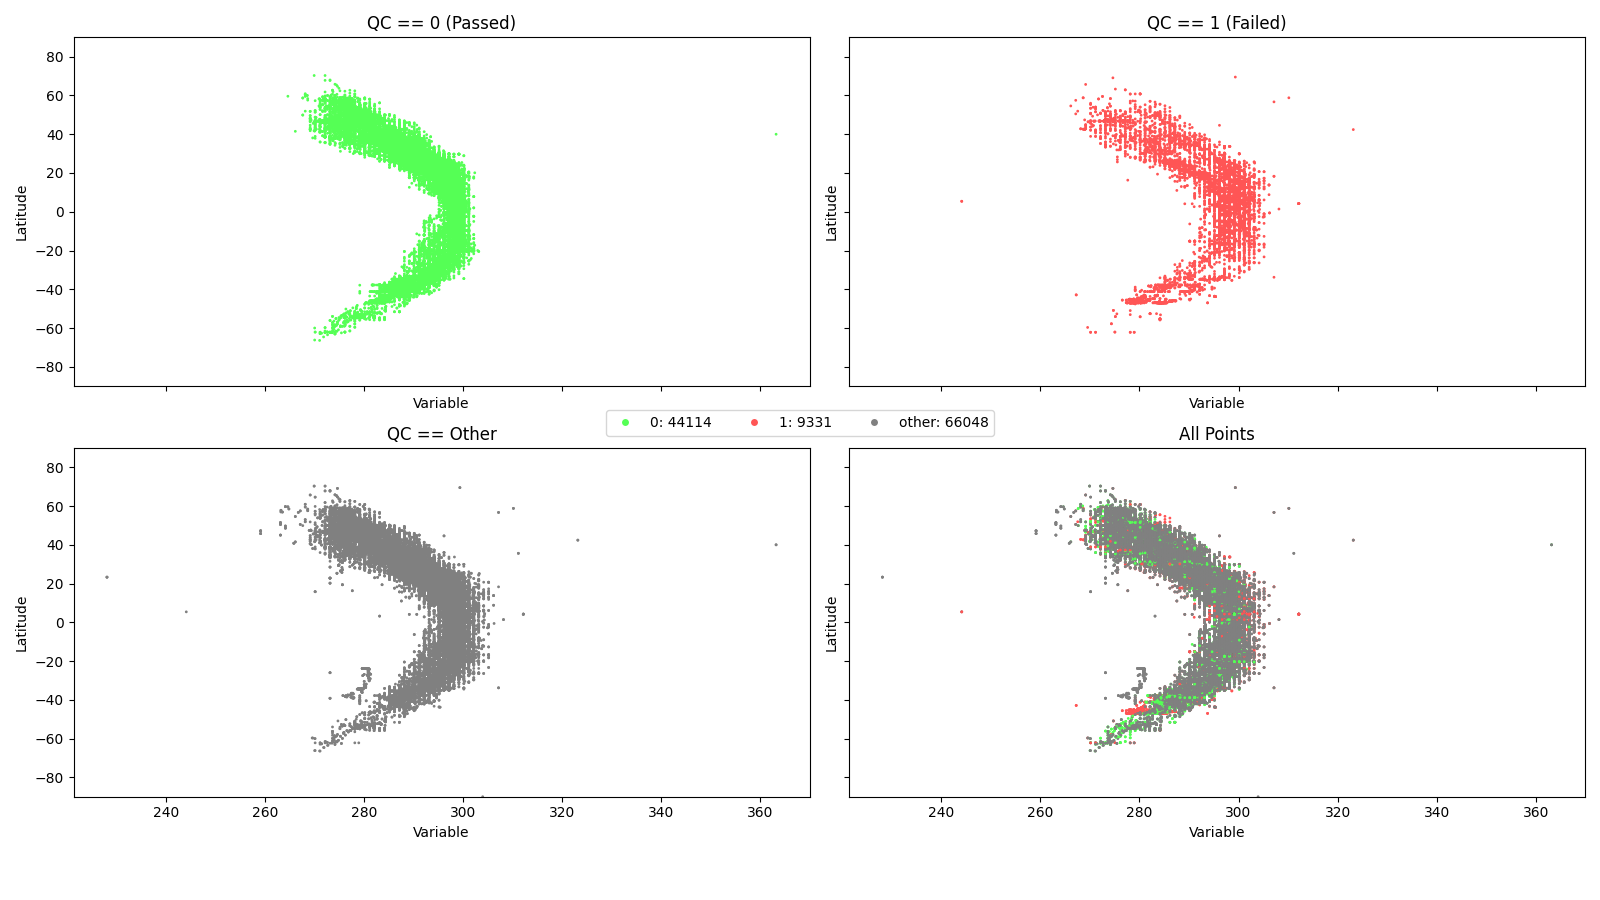 QC == 0 (Passed)
QC == 1 (Failed)
80
60
40
20
0
−20
−40
−60
−80
Latitude
Latitude
Variable
Variable
0: 44114
1: 9331
other: 66048
QC == Other
All Points
80
60
40
20
0
−20
−40
−60
−80
Latitude
Latitude
240 260 280 300 320 340 360
240 260 280 300 320 340 360
Variable
Variable